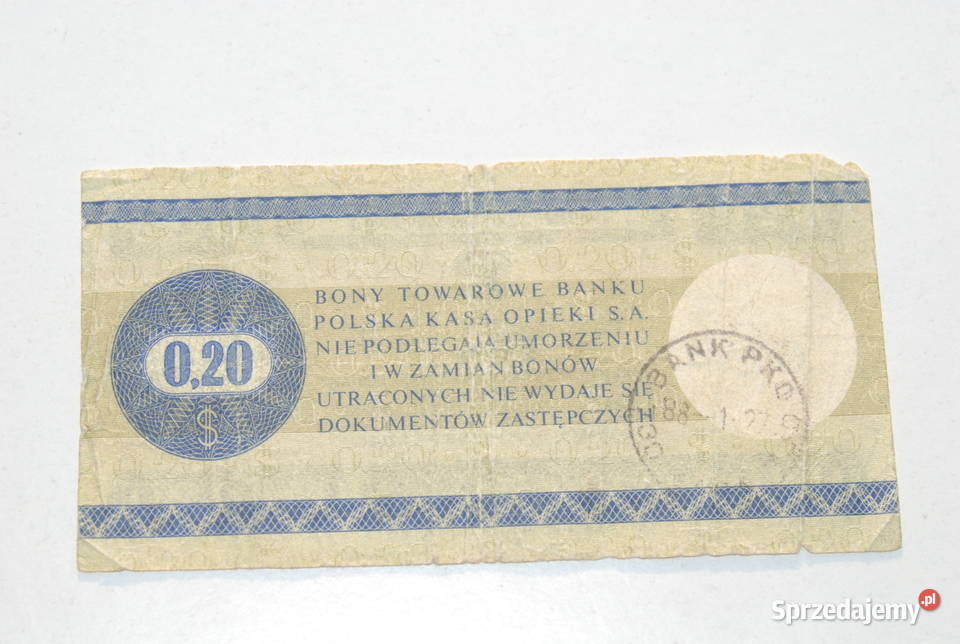 BONY TOWAROWE BANKU
POLSKA KASA OPIEKI S.A.
NIE PODLEGAJĄ UMORZENIU
I W ZAMIAN BONÓW
UTRACONYCH NIE WYDAJE SIĘ
DOKUMENTÓW ZASTĘPCZYCH
0,20
$
BANK PKO
88
Sprzedajemy.pl